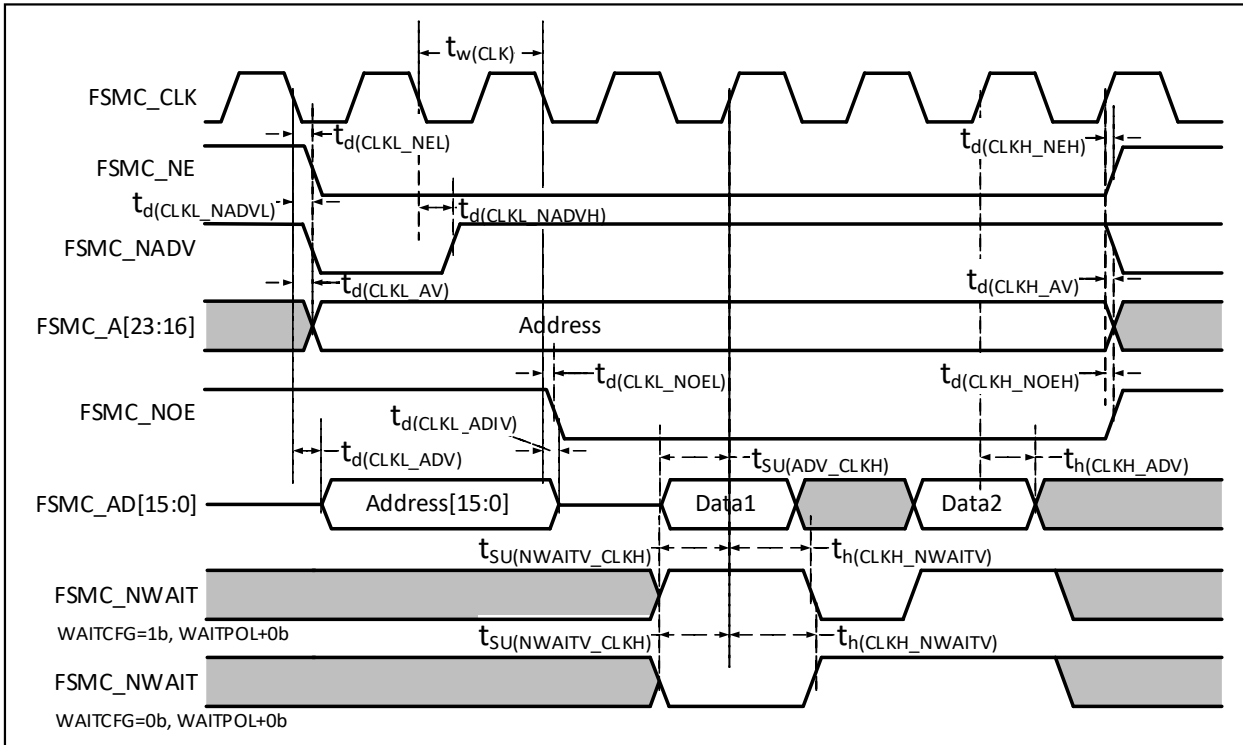 tw(CLK)
FSMC_CLK
td(CLKL_NEL)
td(CLKH_NEH)
FSMC_NE
td(CLKL_NADVL)
td(CLKL_NADVH)
FSMC_NADV
td(CLKL_AV)
td(CLKH_AV)
FSMC_A[23:16]
Address
td(CLKL_NOEL)
td(CLKH_NOEH)
FSMC_NOE
td(CLKL_ADIV)
td(CLKL_ADV)
tSU(ADV_CLKH)
th(CLKH_ADV)
FSMC_AD[15:0]
Address[15:0]
Data1
Data2
tSU(NWAITV_CLKH)
th(CLKH_NWAITV)
FSMC_NWAIT
WAITCFG=1b, WAITPOL+0b
tSU(NWAITV_CLKH)
th(CLKH_NWAITV)
FSMC_NWAIT
WAITCFG=0b, WAITPOL+0b